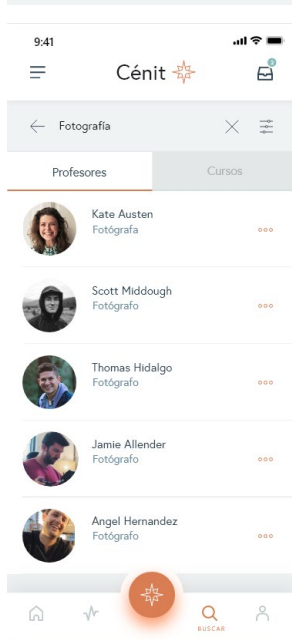 9:41
Cénit
Fotografía
Profesores
Cursos
Kate Austen
Fotógrafa
Scott Middough
Fotógrafo
Thomas Hidalgo
Fotógrafo
Jamie Allender
Fotógrafo
Angel Hernandez
Fotógrafo
BUSCAR